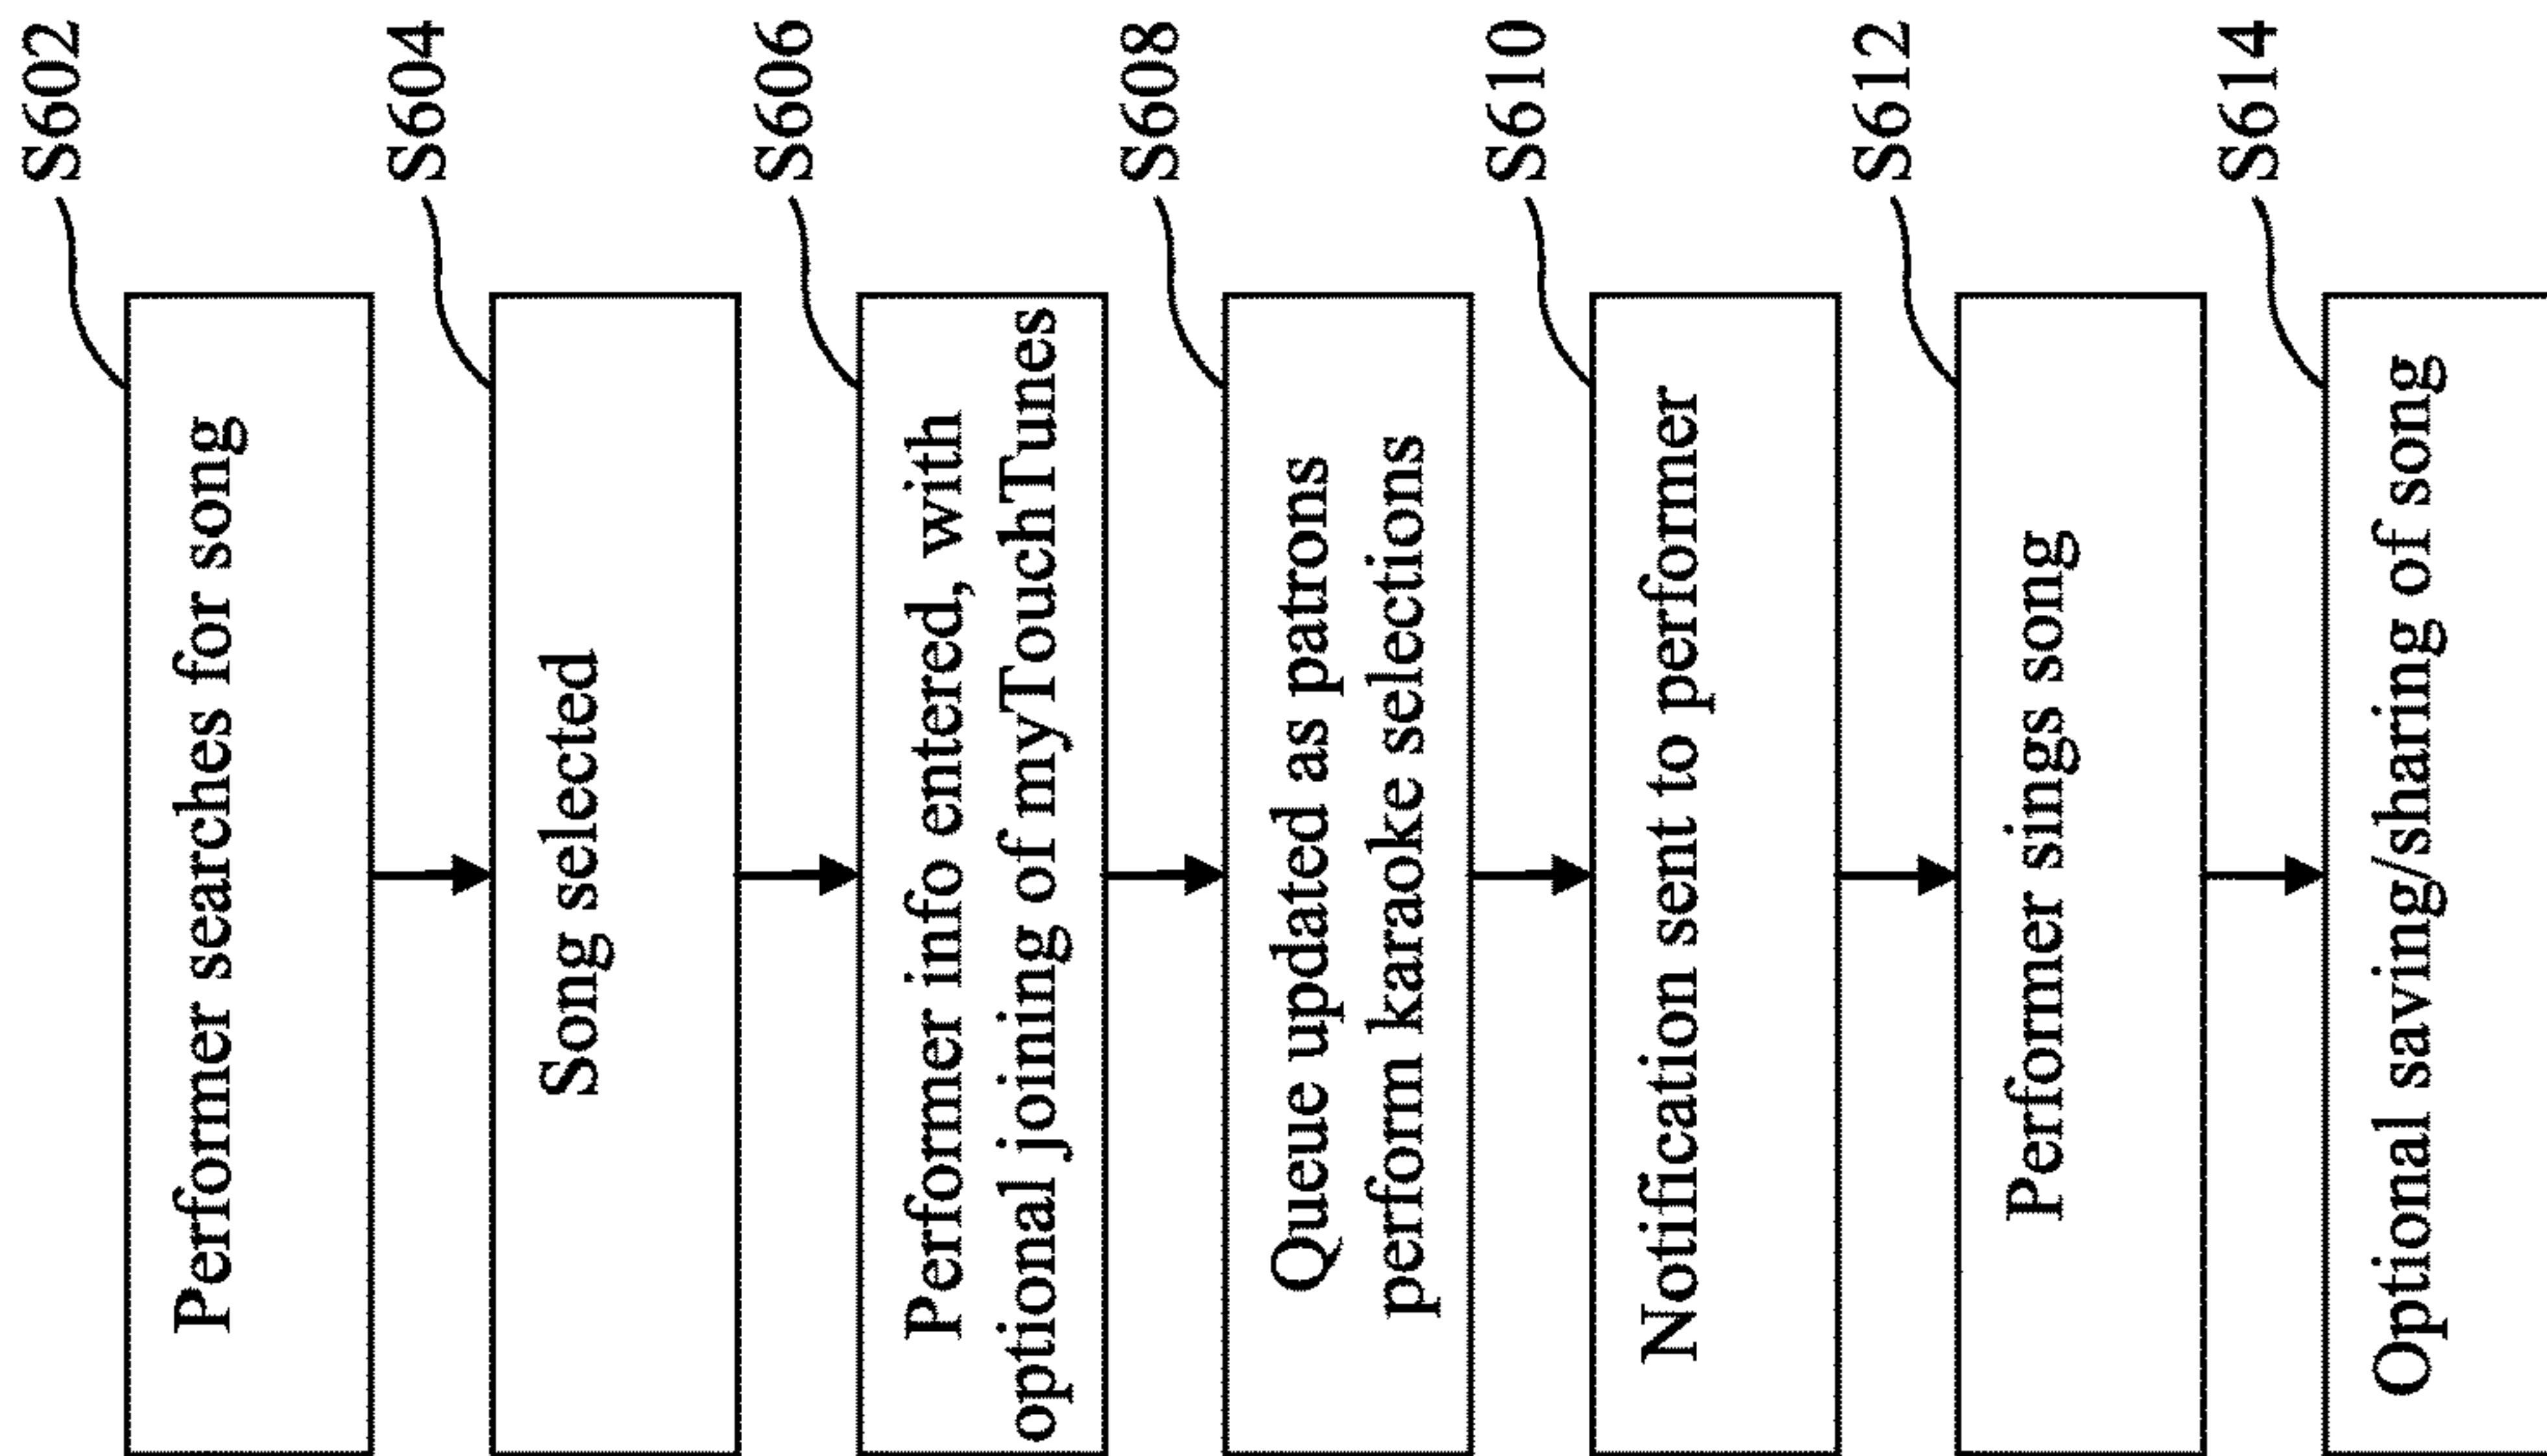 S602
Performer searches for song
S604
Song selected
S606
Performer info entered, with
optional joining of myTouchTunes
S608
Queue updated as patrons
perform karaoke selections
S610
Notification sent to performer
S612
Performer sings song
S614
Optional saving/sharing of song